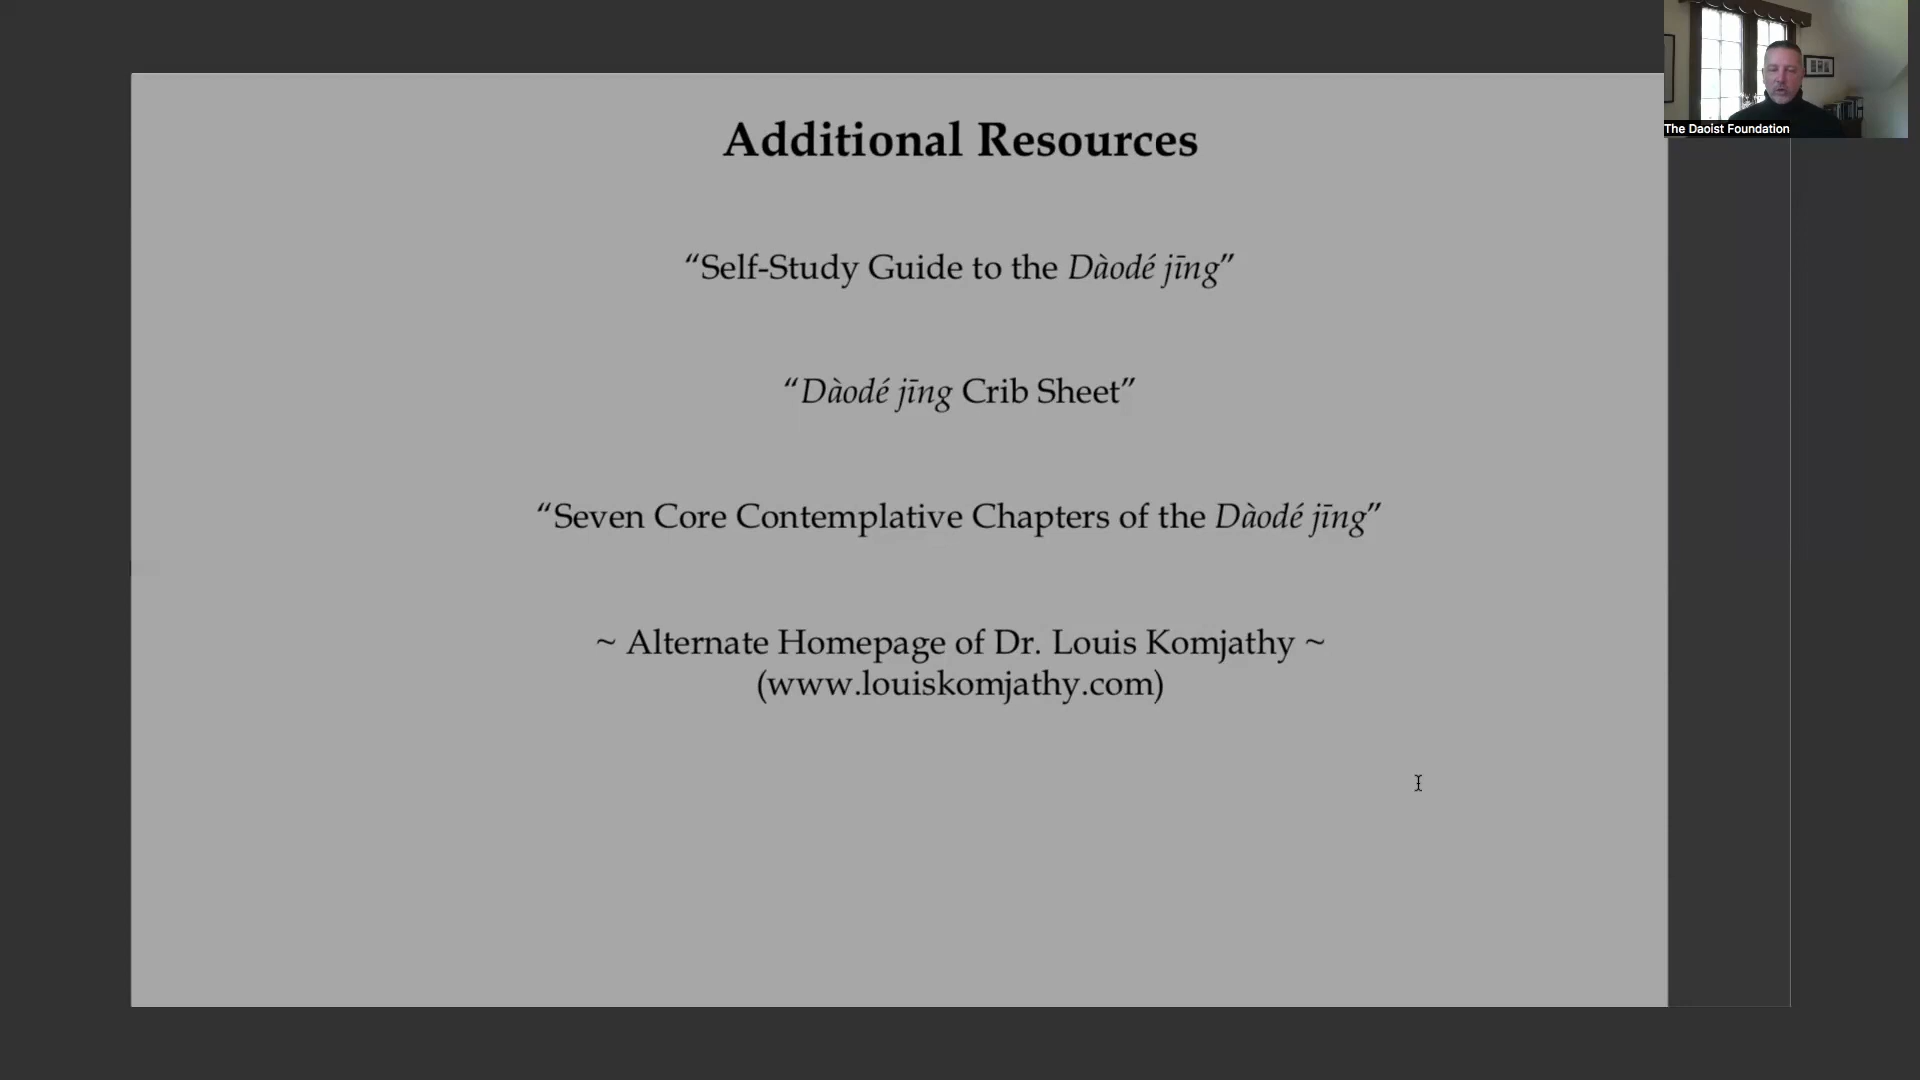 Additional Resources
“Self-Study Guide to the Dàodé jīng”
“Dàodé jīng Crib Sheet”
“Seven Core Contemplative Chapters of the Dàodé jīng”
~ Alternate Homepage of Dr. Louis Komjathy ~
(www.louiskomjathy.com)
The Daoist Foundation